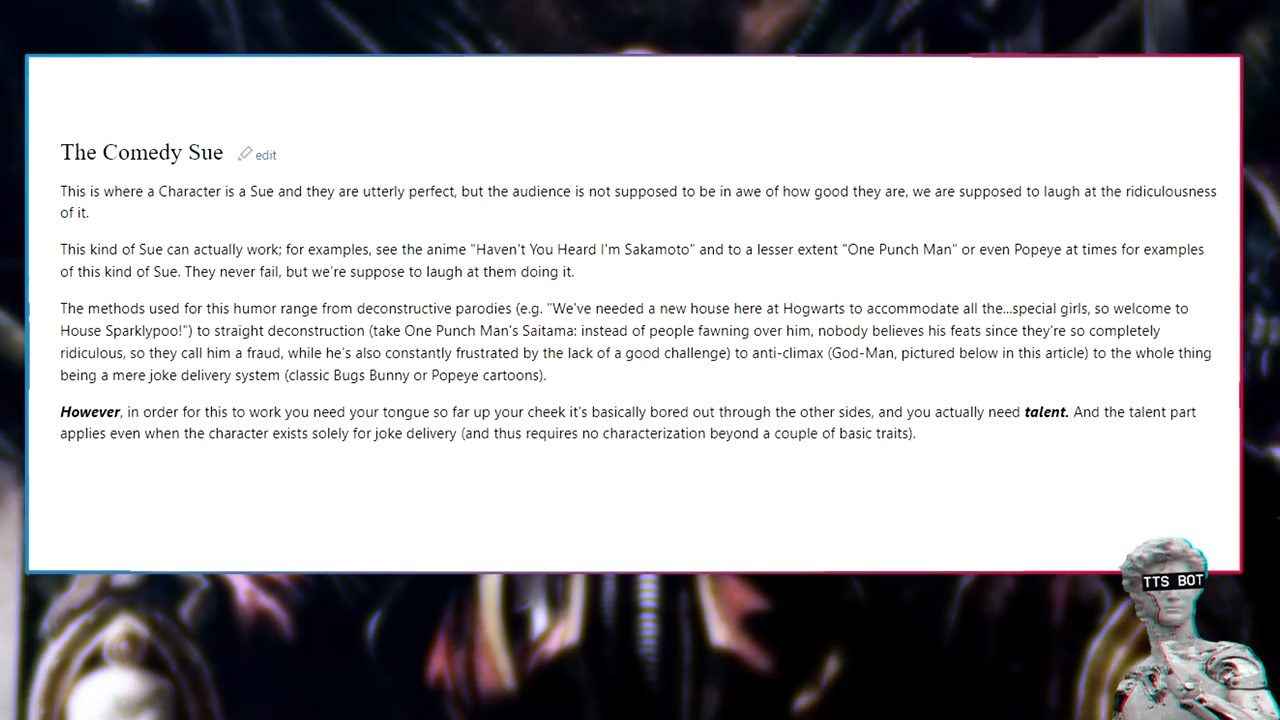 The Comedy Sue edit
This is where a Character is a Sue and they are utterly perfect, but the audience is not supposed to be in awe of how good they are, we are supposed to laugh at the ridiculousness
of it.
This kind of Sue can actually work; for examples, see the anime "Haven't You Heard I'm Sakamoto" and to a lesser extent "One Punch Man" or even Popeye at times for examples
of this kind of Sue. They never fail, but we're suppose to laugh at them doing it.
The methods used for this humor range from deconstructive parodies (e.g. "We've needed a new house here at Hogwarts to accommodate all the...special girls, so welcome to
House Sparklypoo!") to straight deconstruction (take One Punch Man's Saitama: instead of people fawning over him, nobody believes his feats since they're so completely
ridiculous, so they call him a fraud, while he's also constantly frustrated by the lack of a good challenge) to anti-climax (God-Man, pictured below in this article) to the whole thing
being a mere joke delivery system (classic Bugs Bunny or Popeye cartoons).
However, in order for this to work you need your tongue so far up your cheek it's basically bored out through the other sides, and you actually need talent. And the talent part
applies even when the character exists solely for joke delivery (and thus requires no characterization beyond a couple of basic traits).
TTS BOT